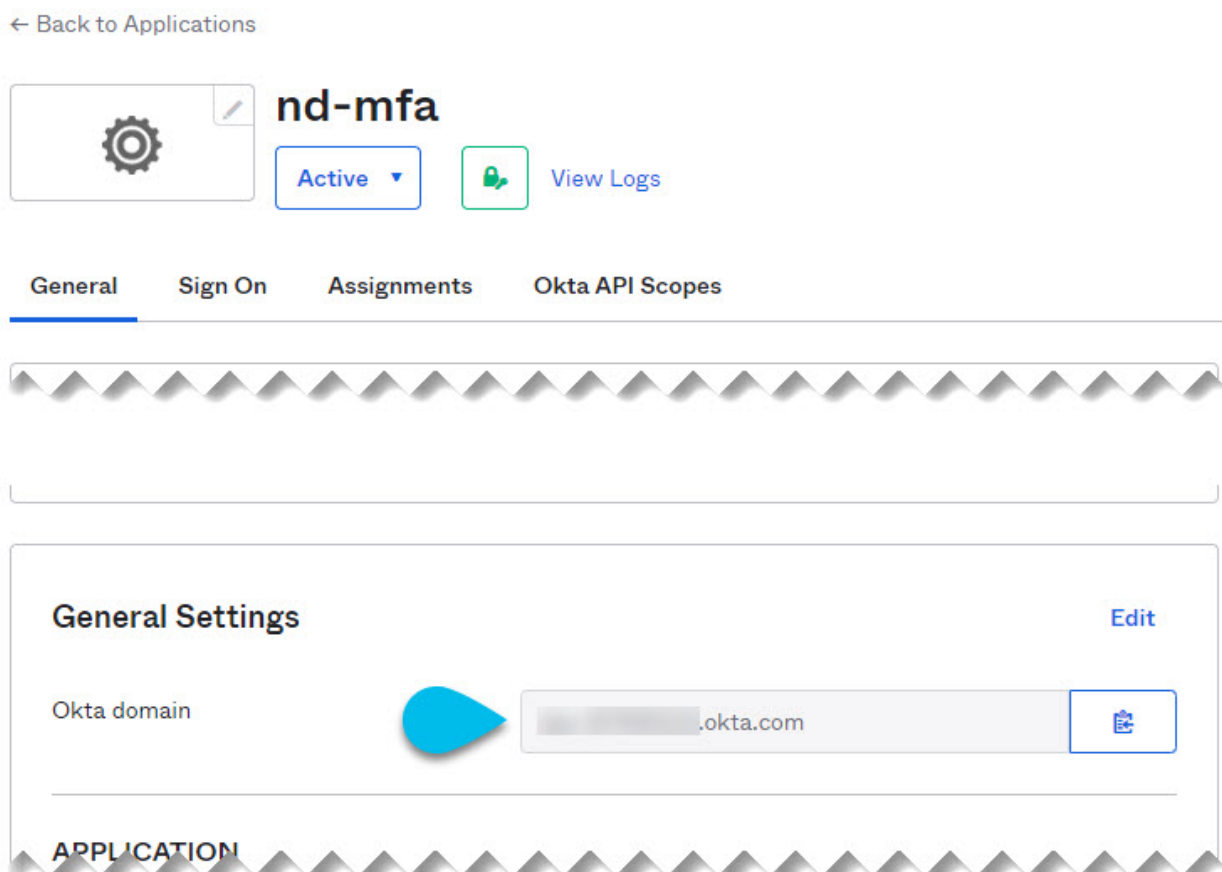 ← Back to Applications
nd-mfa
Active ▼
View Logs
General Sign On Assignments Okta API Scopes
General Settings
Edit
Okta domain
.okta.com
APPLICATION